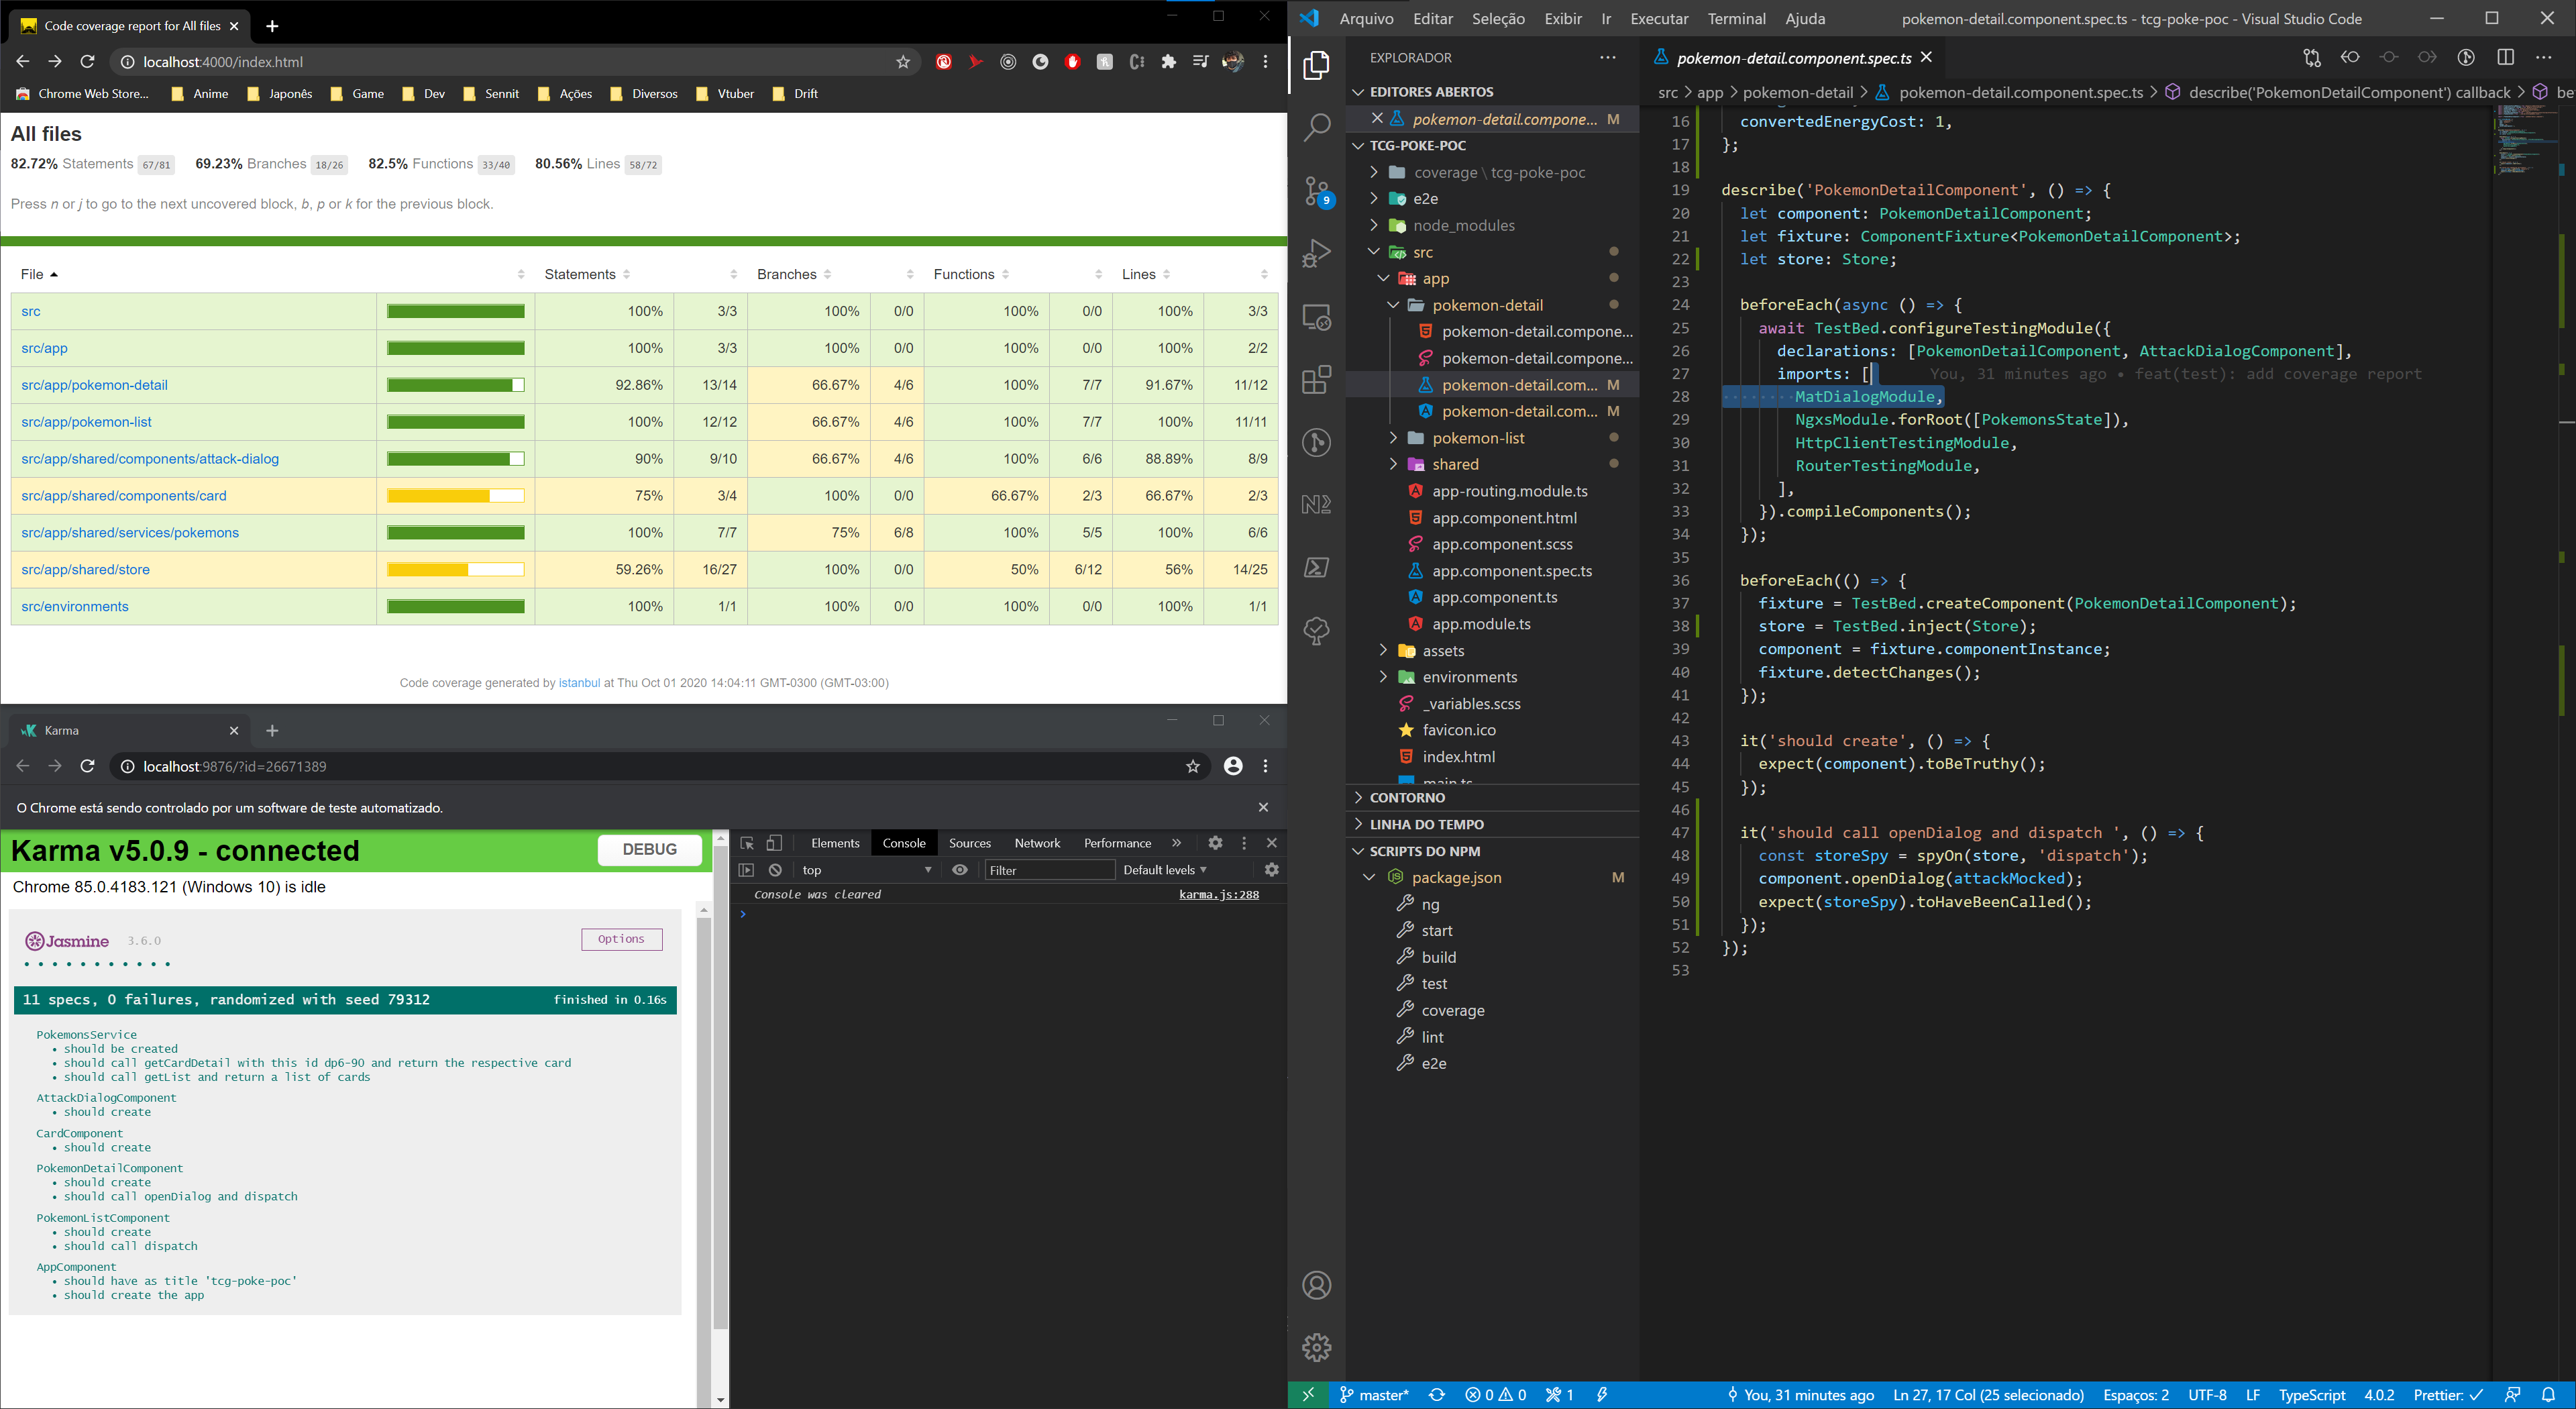 Code coverage report for All files
localhost:4000/index.html
Chrome Web Store... Anime Japonês Game Dev Sennit Ações Diversos Vtuber Drift
All files
82.72% Statements 67/81 69.23% Branches 18/26 82.5% Functions 33/40 80.56% Lines 58/72
Press n or j to go to the next uncovered block, b, p or k for the previous block.
File Statements Branches Functions Lines
src 100% 3/3 100% 0/0 100% 0/0 100% 3/3
src/app 100% 3/3 100% 0/0 100% 0/0 100% 2/2
src/app/pokemon-detail 92.86% 13/14 66.67% 4/6 100% 7/7 91.67% 11/12
src/app/pokemon-list 100% 12/12 66.67% 4/6 100% 7/7 100% 11/11
src/app/shared/components/attack-dialog 90% 9/10 66.67% 4/6 100% 6/6 88.89% 8/9
src/app/shared/components/card 75% 3/4 100% 0/0 66.67% 2/3 66.67% 2/3
src/app/shared/services/pokemons 100% 7/7 75% 6/8 100% 5/5 100% 6/6
src/app/shared/store 59.26% 16/27 100% 0/0 50% 6/12 56% 14/25
src/environments 100% 1/1 100% 0/0 100% 0/0 100% 1/1
Code coverage generated by istanbul at Thu Oct 01 2020 14:04:11 GMT-0300 (GMT-03:00)
Karma
localhost:9876/?id=26671389
O Chrome está sendo controlado por um software de teste automatizado.
Karma v5.0.9 - connected
DEBUG
Chrome 85.0.4183.121 (Windows 10) is idle
Jasmine 3.6.0
Options
11 specs, 0 failures, randomized with seed 79312 finished in 0.16s
PokemonsService
• should be created
• should call getCardDetail with this id dp6-90 and return the respective card
• should call getList and return a list of cards
AttackDialogComponent
• should create
CardComponent
• should create
PokemonDetailComponent
• should create
• should call openDialog and dispatch
PokemonListComponent
• should create
• should call dispatch
AppComponent
• should have as title 'tcg-poke-poc'
• should create the app
Elements Console Sources Network Performance »
top Filter Default levels
Console was cleared karma.js:288
Arquivo Editar Seleção Exibir Ir Executar Terminal Ajuda
pokemon-detail.component.spec.ts - tcg-poke-poc - Visual Studio Code
EXPLORADOR
EDITORES ABERTOS
pokemon-detail.compone... M
TCG-POKE-POC
coverage \ tcg-poke-poc
e2e
node_modules
src
app
pokemon-detail
pokemon-detail.compone...
pokemon-detail.compone...
pokemon-detail.com... M
pokemon-detail.com... M
pokemon-list
shared
app-routing.module.ts
app.component.html
app.component.scss
app.component.spec.ts
app.component.ts
app.module.ts
assets
environments
_variables.scss
favicon.ico
index.html
main.ts
CONTORNO
LINHA DO TEMPO
SCRIPTS DO NPM
package.json M
ng
start
build
test
coverage
lint
e2e
9
pokemon-detail.component.spec.ts
src > app > pokemon-detail > pokemon-detail.component.spec.ts > describe('PokemonDetailComponent') callback > be
16 convertedEnergyCost: 1,
17 };
18
19 describe('PokemonDetailComponent', () => {
20 let component: PokemonDetailComponent;
21 let fixture: ComponentFixture<PokemonDetailComponent>;
22 let store: Store;
23
24 beforeEach(async () => {
25 await TestBed.configureTestingModule({
26 declarations: [PokemonDetailComponent, AttackDialogComponent],
27 imports: [ You, 31 minutes ago • feat(test): add coverage report
28 MatDialogModule,
29 NgxsModule.forRoot([PokemonsState]),
30 HttpClientTestingModule,
31 RouterTestingModule,
32 ],
33 }).compileComponents();
34 });
35
36 beforeEach(() => {
37 fixture = TestBed.createComponent(PokemonDetailComponent);
38 store = TestBed.inject(Store);
39 component = fixture.componentInstance;
40 fixture.detectChanges();
41 });
42
43 it('should create', () => {
44 expect(component).toBeTruthy();
45 });
46
47 it('should call openDialog and dispatch ', () => {
48 const storeSpy = spyOn(store, 'dispatch');
49 component.openDialog(attackMocked);
50 expect(storeSpy).toHaveBeenCalled();
51 });
52 });
53
master* 0 0 1 You, 31 minutes ago Ln 27, 17 Col (25 selecionado) Espaços: 2 UTF-8 LF TypeScript 4.0.2 Prettier: ✓